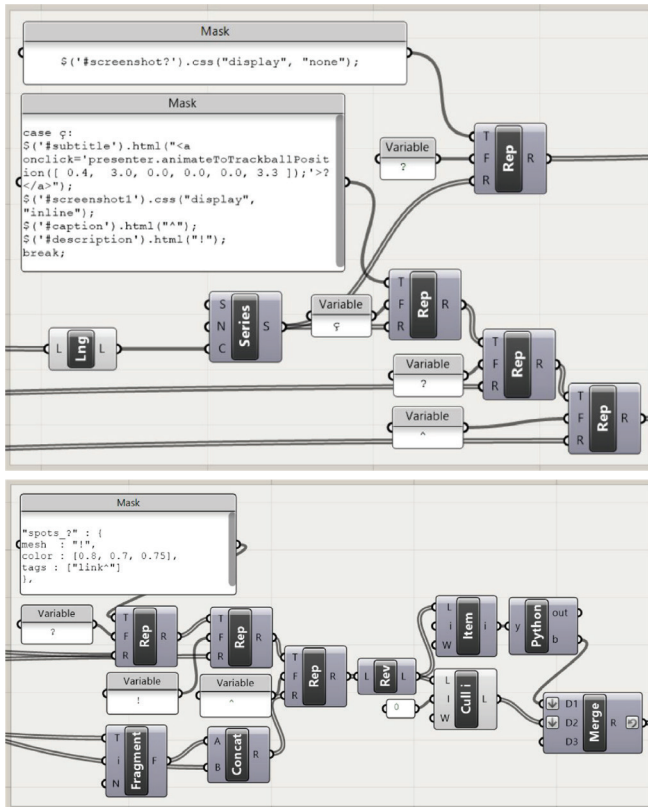 Mask
$('#screenshot?').css("display", "none");
Mask
case ç:
$('#subtitle').html("<a
onclick='presenter.animateToTrackballPosit
ion([ 0.4,  3.0, 0.0, 0.0, 0.0, 3.3 ]);'>?
</a>");
$('#screenshot1').css("display",
"inline");
$('#caption').html("^");
$('#description').html("!");
break;
Variable
?
T
F
R
Rep
R
S
N
C
Series
S
Variable
ç
T
F
R
Rep
R
L
Lng
L
Variable
?
T
F
R
Rep
R
Variable
^
T
F
R
Rep
R
Mask
"spots_?" : {
mesh : "!",
color : [0.8, 0.7, 0.75],
tags : ["link^"]
},
Variable
?
T
F
R
Rep
R
T
F
R
Rep
R
Variable
!
Variable
^
T
F
R
Rep
R
L
Rev
L
L
i
W
Item
i
y
Python
out
b
0
L
I
W
Cull i
L
D1
D2
D3
Merge
R
T
i
N
Fragment
F
A
B
Concat
R